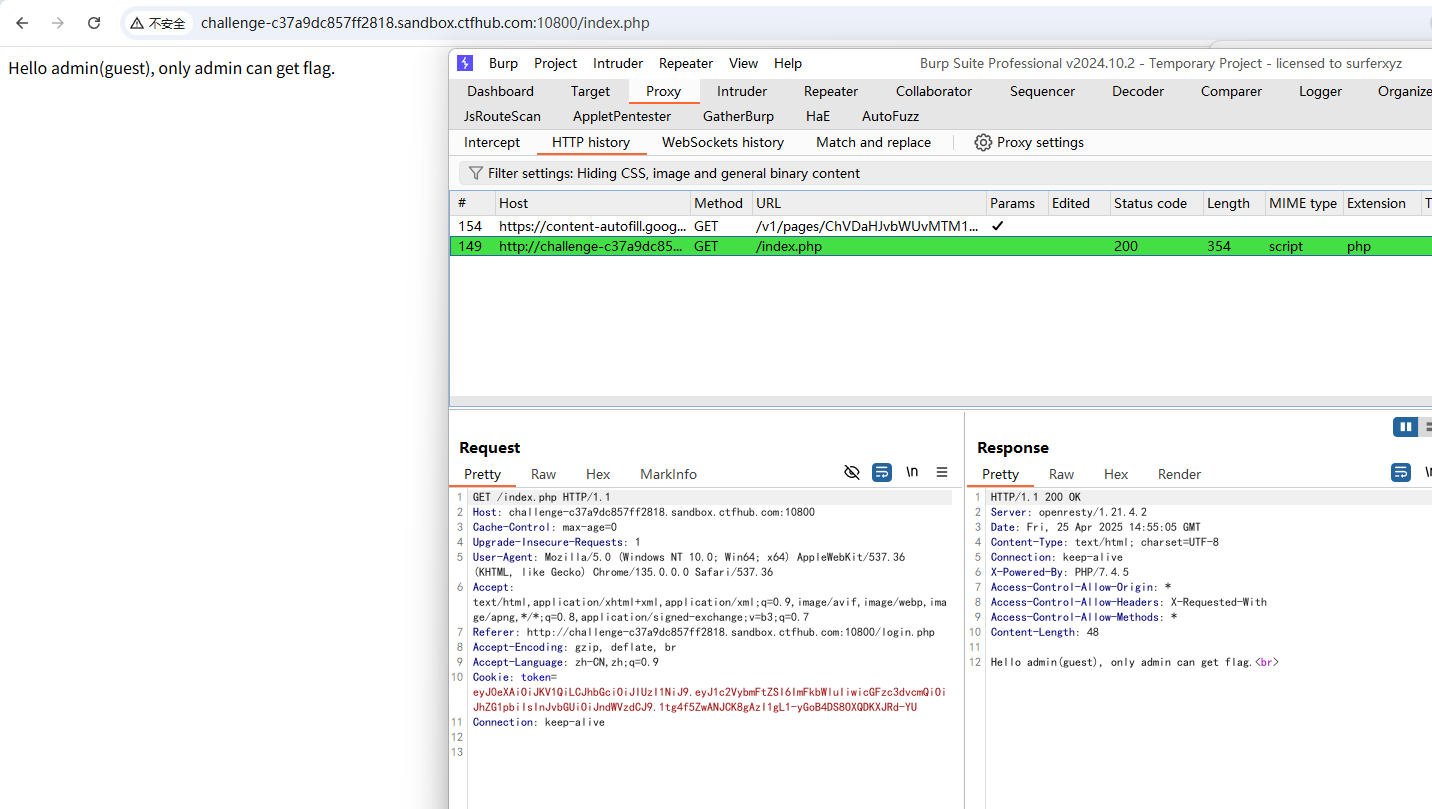 不安全 challenge-c37a9dc857ff2818.sandbox.ctfhub.com:10800/index.php
Hello admin(guest), only admin can get flag.
Burp Project Intruder Repeater View Help Burp Suite Professional v2024.10.2 - Temporary Project - licensed to surferxyz
Dashboard Target Proxy Intruder Repeater Collaborator Sequencer Decoder Comparer Logger Organize
JsRouteScan AppletPentester GatherBurp HaE AutoFuzz
Intercept HTTP history WebSockets history Match and replace Proxy settings
Filter settings: Hiding CSS, image and general binary content
# Host Method URL Params Edited Status code Length MIME type Extension T
154 https://content-autofill.goog... GET /v1/pages/ChVDaHJvbWUvMTM1... ✓
149 http://challenge-c37a9dc85... GET /index.php 200 354 script php
Request
Pretty Raw Hex MarkInfo \n
1 GET /index.php HTTP/1.1
2 Host: challenge-c37a9dc857ff2818.sandbox.ctfhub.com:10800
3 Cache-Control: max-age=0
4 Upgrade-Insecure-Requests: 1
5 User-Agent: Mozilla/5.0 (Windows NT 10.0; Win64; x64) AppleWebKit/537.36
(KHTML, like Gecko) Chrome/135.0.0.0 Safari/537.36
6 Accept:
text/html,application/xhtml+xml,application/xml;q=0.9,image/avif,image/webp,ima
ge/apng,*/*;q=0.8,application/signed-exchange;v=b3;q=0.7
7 Referer: http://challenge-c37a9dc857ff2818.sandbox.ctfhub.com:10800/login.php
8 Accept-Encoding: gzip, deflate, br
9 Accept-Language: zh-CN,zh;q=0.9
10 Cookie: token=
eyJ0eXAiOiJKV1QiLCJhbGciOiJIUzI1NiJ9.eyJ1c2VybmFtZSI6ImFkbWluIiwicGFzc3dvcmQiOi
JhZG1pbiIsInJvbGUiOiJndWVzdCJ9.1tg4f5ZwANJCK8gAzI1gL1-yGoB4DS8OXQDKXJRd-YU
11 Connection: keep-alive
12
13
Response
Pretty Raw Hex Render
1 HTTP/1.1 200 OK
2 Server: openresty/1.21.4.2
3 Date: Fri, 25 Apr 2025 14:55:05 GMT
4 Content-Type: text/html; charset=UTF-8
5 Connection: keep-alive
6 X-Powered-By: PHP/7.4.5
7 Access-Control-Allow-Origin: *
8 Access-Control-Allow-Headers: X-Requested-With
9 Access-Control-Allow-Methods: *
10 Content-Length: 48
11
12 Hello admin(guest), only admin can get flag.<br>